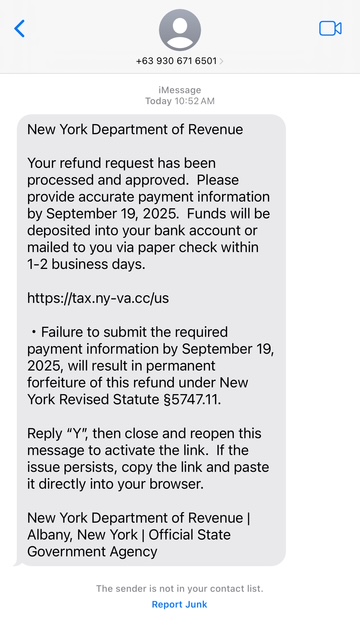 +63 930 671 6501
iMessage
Today 10:52 AM
New York Department of Revenue
Your refund request has been
processed and approved.  Please
provide accurate payment information
by September 19, 2025.  Funds will be
deposited into your bank account or
mailed to you via paper check within
1-2 business days.
https://tax.ny-va.cc/us
・Failure to submit the required
payment information by September 19,
2025, will result in permanent
forfeiture of this refund under New
York Revised Statute §5747.11.
Reply “Y”, then close and reopen this
message to activate the link.  If the
issue persists, copy the link and paste
it directly into your browser.
New York Department of Revenue |
Albany, New York | Official State
Government Agency
The sender is not in your contact list.
Report Junk